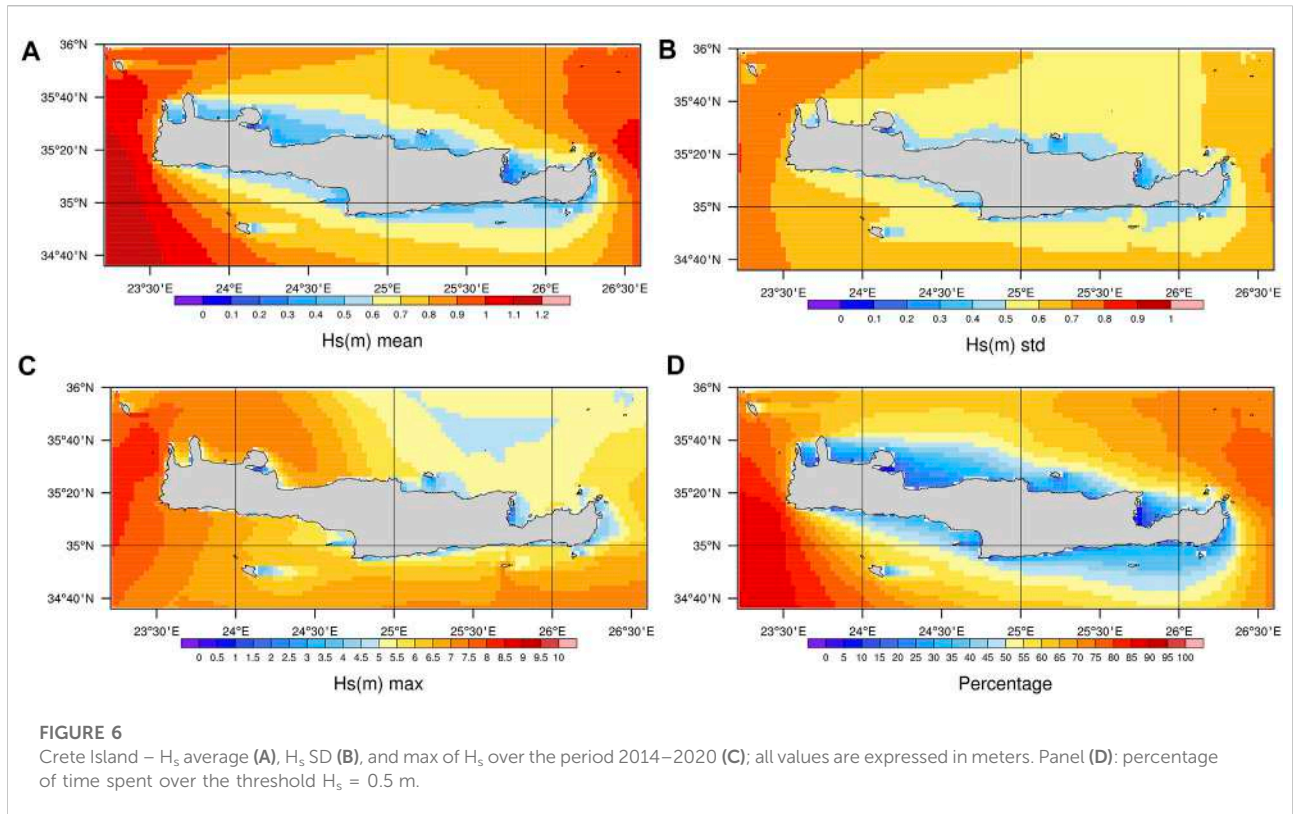 A
36°N
35°40'N
35°20'N
35°N
34°40'N
23°30'E 24°E 24°30'E 25°E 25°30'E 26°E 26°30'E
0 0.1 0.2 0.3 0.4 0.5 0.6 0.7 0.8 0.9 1 1.1 1.2
Hs(m) mean
B
36°N
35°40'N
35°20'N
35°N
34°40'N
23°30'E 24°E 24°30'E 25°E 25°30'E 26°E 26°30'E
0 0.1 0.2 0.3 0.4 0.5 0.6 0.7 0.8 0.9 1
Hs(m) std
C
36°N
35°40'N
35°20'N
35°N
34°40'N
23°30'E 24°E 24°30'E 25°E 25°30'E 26°E 26°30'E
0 0.5 1 1.5 2 2.5 3 3.5 4 4.5 5 5.5 6 6.5 7 7.5 8 8.5 9 9.5 10
Hs(m) max
D
36°N
35°40'N
35°20'N
35°N
34°40'N
23°30'E 24°E 24°30'E 25°E 25°30'E 26°E 26°30'E
0 5 10 15 20 25 30 35 40 45 50 55 60 65 70 75 80 85 90 95 100
Percentage
FIGURE 6
Crete Island – Hₛ average (A), Hₛ SD (B), and max of Hₛ over the period 2014–2020 (C); all values are expressed in meters. Panel (D): percentage
of time spent over the threshold Hₛ = 0.5 m.